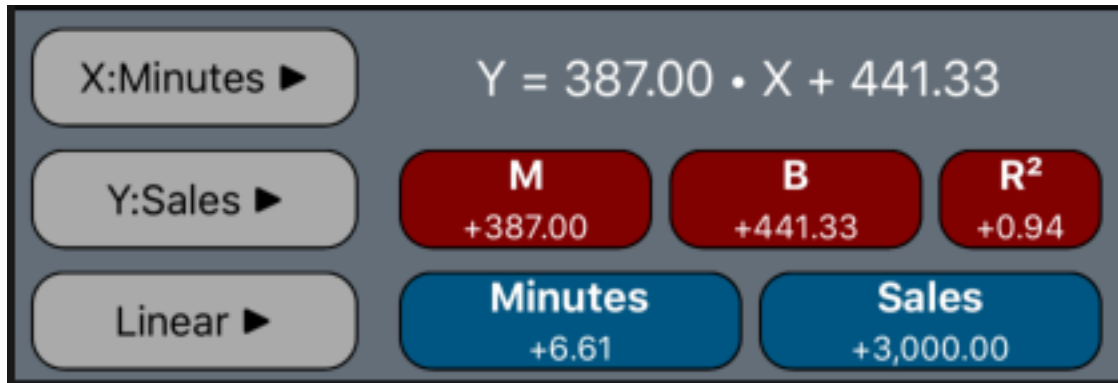 X:Minutes ▶
Y = 387.00 • X + 441.33
Y:Sales ▶
M
+387.00
B
+441.33
R²
+0.94
Linear ▶
Minutes
+6.61
Sales
+3,000.00